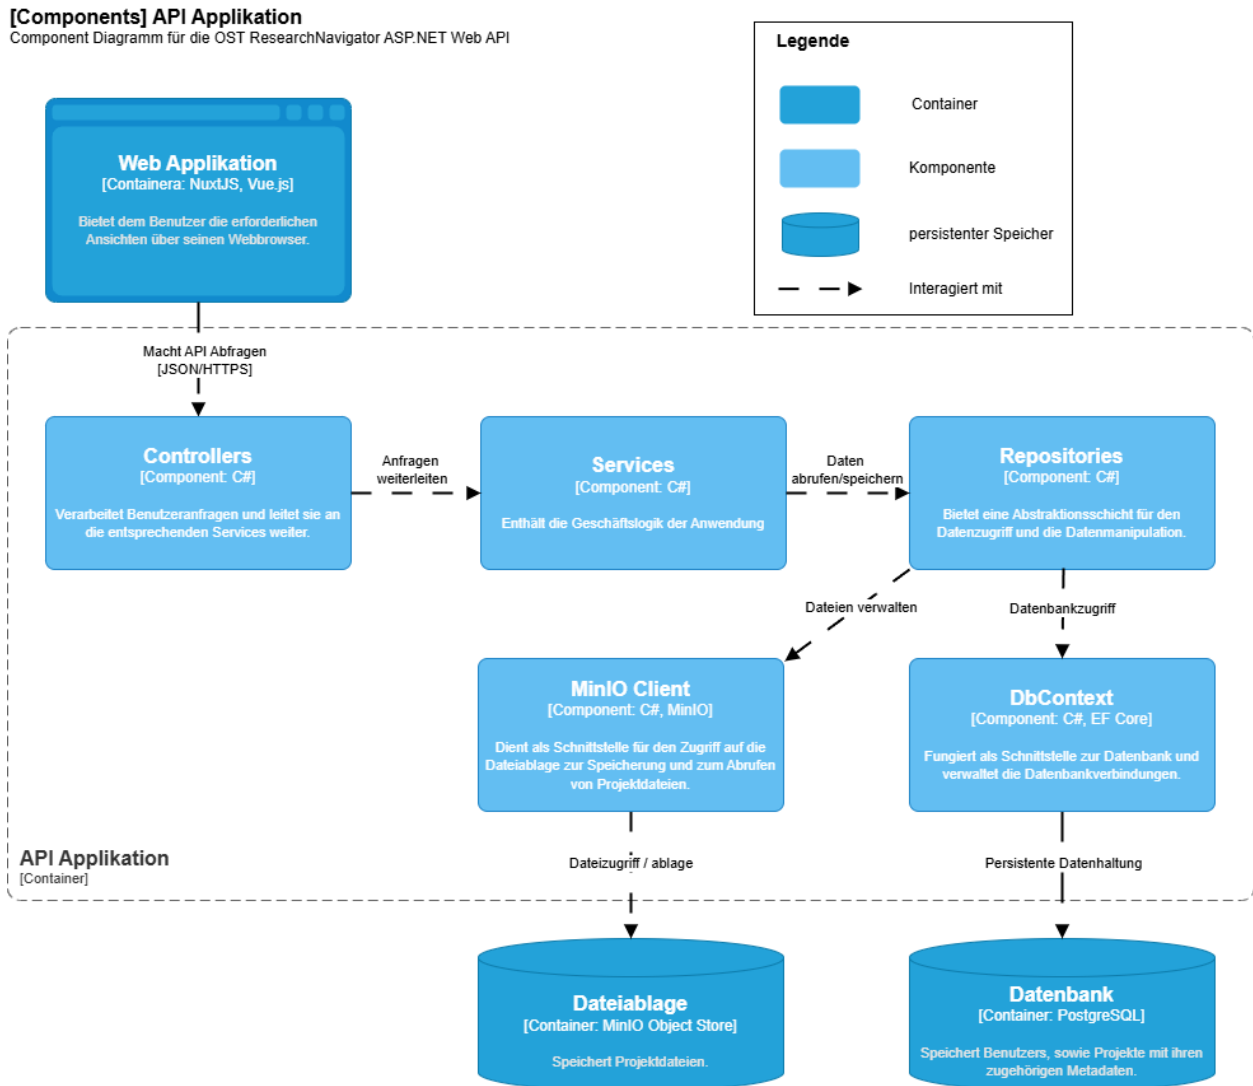 [Components] API Applikation
Component Diagramm für die OST ResearchNavigator ASP.NET Web API
Legende
Container
Komponente
persistenter Speicher
Interagiert mit
Web Applikation
[Containera: NuxtJS, Vue.js]
Bietet dem Benutzer die erforderlichen
Ansichten über seinen Webbrowser.
Macht API Abfragen
[JSON/HTTPS]
Controllers
[Component: C#]
Verarbeitet Benutzeranfragen und leitet sie an
die entsprechenden Services weiter.
Anfragen
weiterleiten
Services
[Component: C#]
Enthält die Geschäftslogik der Anwendung
Daten
abrufen/speichern
Repositories
[Component: C#]
Bietet eine Abstraktionsschicht für den
Datenzugriff und die Datenmanipulation.
Dateien verwalten
Datenbankzugriff
MinIO Client
[Component: C#, MinIO]
Dient als Schnittstelle für den Zugriff auf die
Dateiablage zur Speicherung und zum Abrufen
von Projektdateien.
DbContext
[Component: C#, EF Core]
Fungiert als Schnittstelle zur Datenbank und
verwaltet die Datenbankverbindungen.
API Applikation
[Container]
Dateizugriff / ablage
Persistente Datenhaltung
Dateiablage
[Container: MinIO Object Store]
Speichert Projektdateien.
Datenbank
[Container: PostgreSQL]
Speichert Benutzers, sowie Projekte mit ihren
zugehörigen Metadaten.